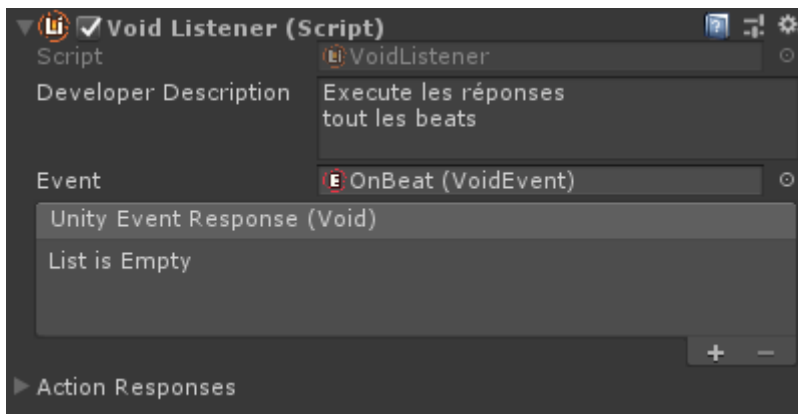 Void Listener (Script)
Script VoidListener
Developer Description Execute les réponses
tout les beats
Event OnBeat (VoidEvent)
Unity Event Response (Void)
List is Empty
Action Responses